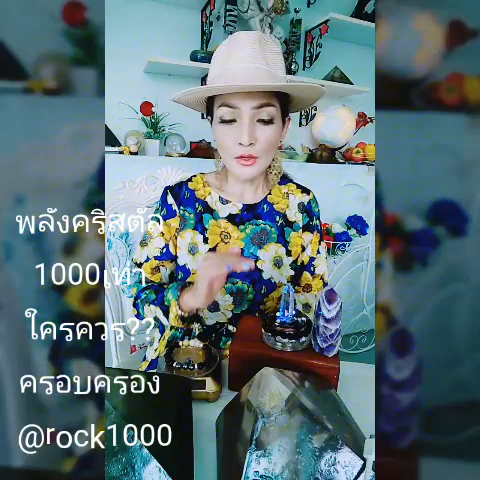 พลังคริสตัล
1000เท่า
ใครควร??
ครอบครอง
@rock1000